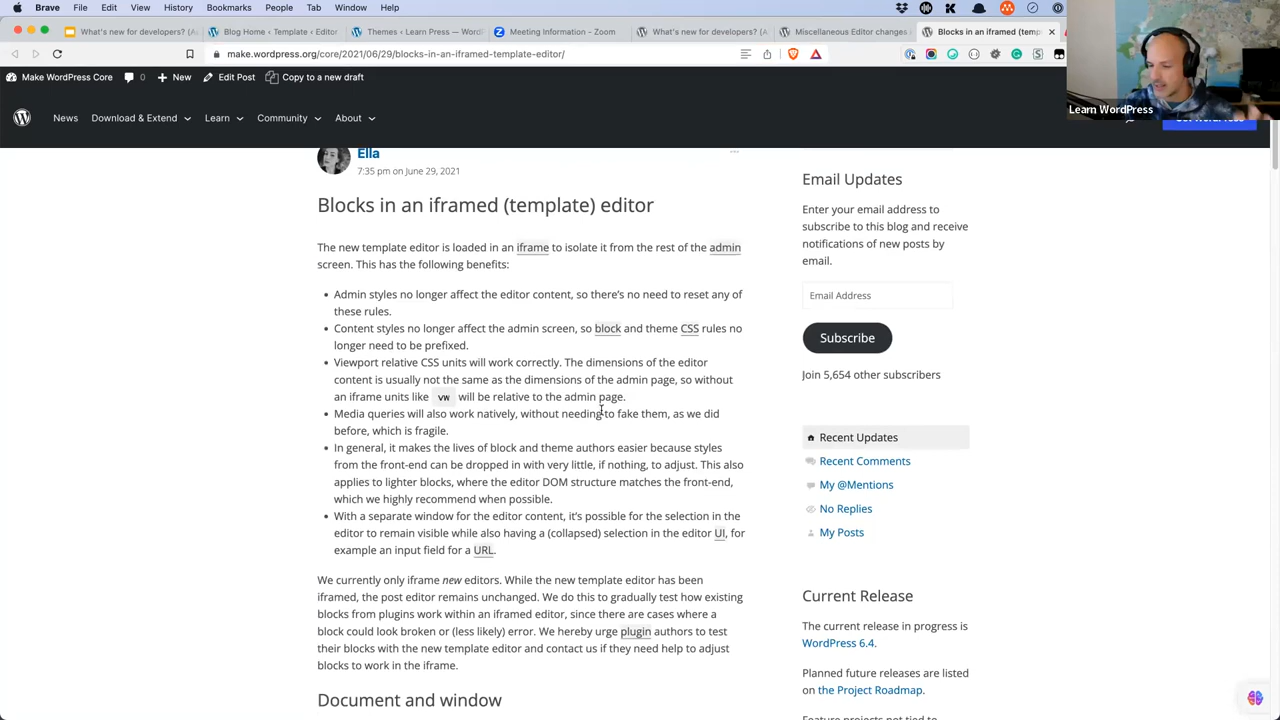 Brave File Edit View History Bookmarks People Tab Window Help
What's new for developers? (A
Blog Home ‹ Template ‹ Editor
Themes ‹ Learn WordPress — Wo
Meeting Information - Zoom
What's new for developers? (A
Miscellaneous Editor changes i
Blocks in an iframed (temp
make.wordpress.org/core/2021/06/29/blocks-in-an-iframed-template-editor/
Make WordPress Core 0 New Edit Post Copy to a new draft
Learn WordPress
News Download & Extend Learn Community About
Ella
7:35 pm on June 29, 2021
Blocks in an iframed (template) editor
The new template editor is loaded in an iframe to isolate it from the rest of the admin
screen. This has the following benefits:
Admin styles no longer affect the editor content, so there's no need to reset any of
these rules.
Content styles no longer affect the admin screen, so block and theme CSS rules no
longer need to be prefixed.
Viewport relative CSS units will work correctly. The dimensions of the editor
content is usually not the same as the dimensions of the admin page, so without
an iframe units like vw will be relative to the admin page.
Media queries will also work natively, without needing to fake them, as we did
before, which is fragile.
In general, it makes the lives of block and theme authors easier because styles
from the front-end can be dropped in with very little, if nothing, to adjust. This also
applies to lighter blocks, where the editor DOM structure matches the front-end,
which we highly recommend when possible.
With a separate window for the editor content, it's possible for the selection in the
editor to remain visible while also having a (collapsed) selection in the editor UI, for
example an input field for a URL.
We currently only iframe new editors. While the new template editor has been
iframed, the post editor remains unchanged. We do this to gradually test how existing
blocks from plugins work within an iframed editor, since there are cases where a
block could look broken or (less likely) error. We hereby urge plugin authors to test
their blocks with the new template editor and contact us if they need help to adjust
blocks to work in the iframe.
Document and window
Email Updates
Enter your email address to
subscribe to this blog and receive
notifications of new posts by
email.
Email Address
Subscribe
Join 5,654 other subscribers
Recent Updates
Recent Comments
My @Mentions
No Replies
My Posts
Current Release
The current release in progress is
WordPress 6.4.
Planned future releases are listed
on the Project Roadmap.
Feature projects not tied to